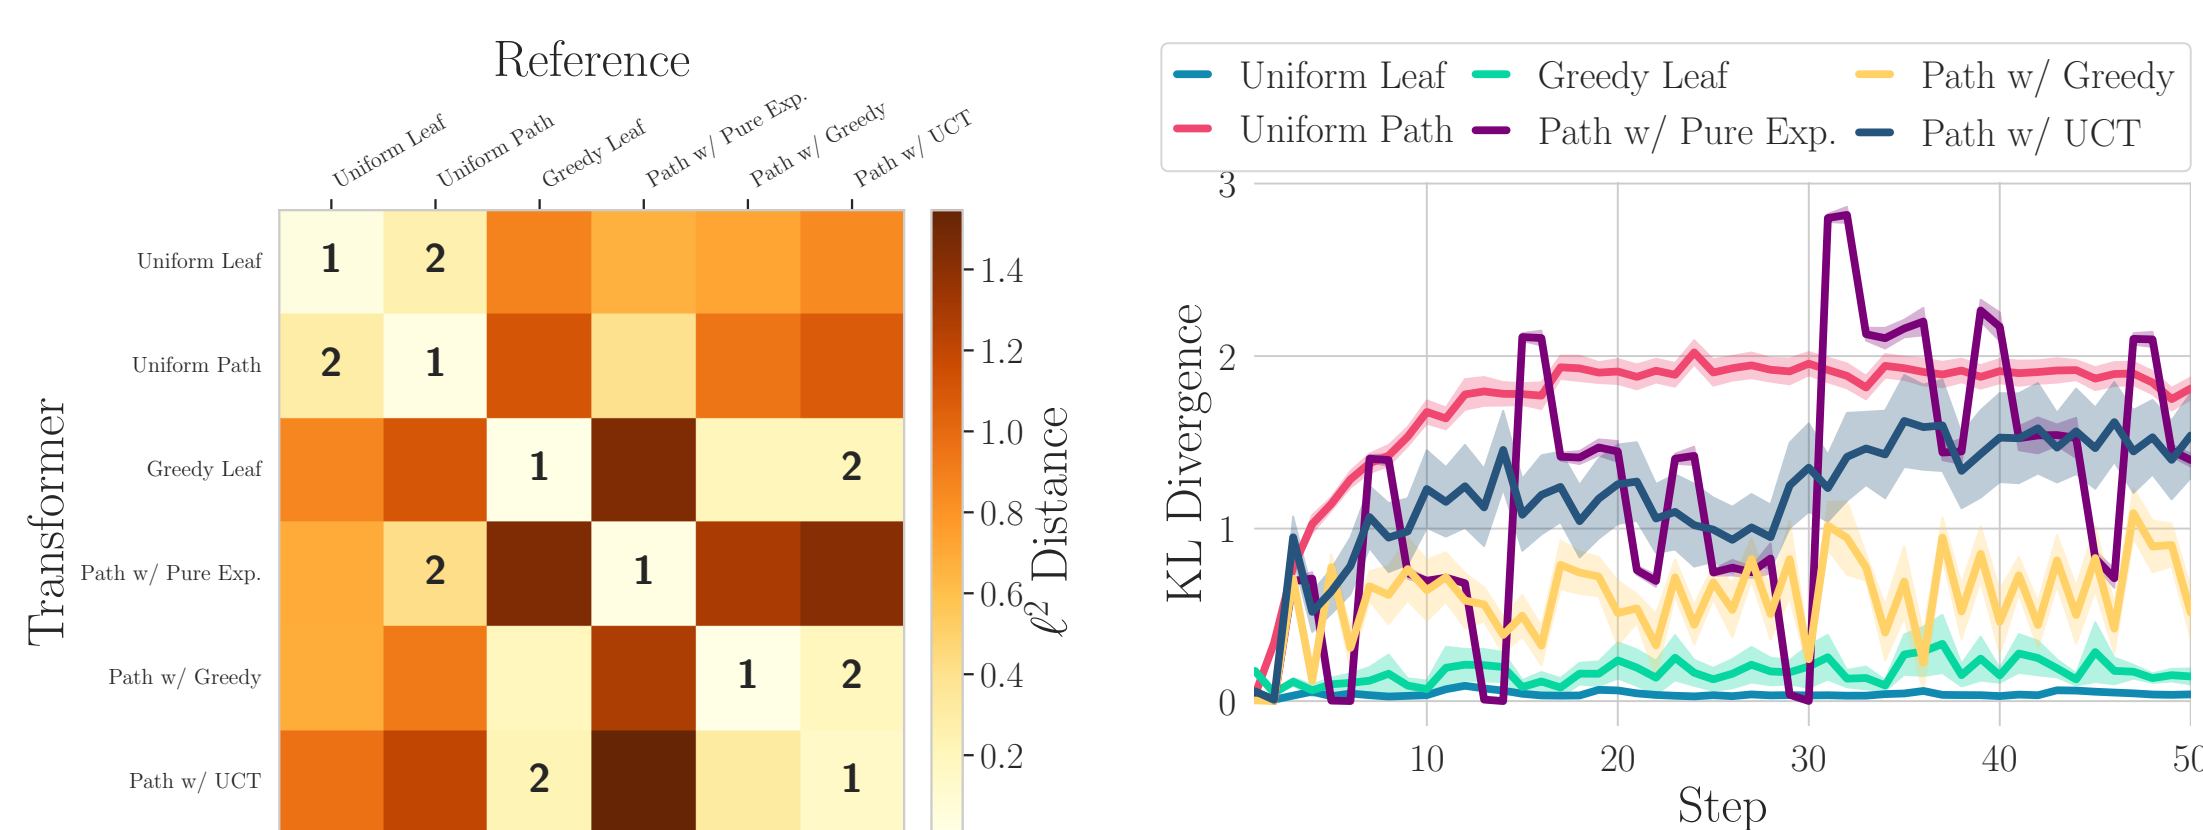 Reference
Uniform Leaf
Uniform Path
Greedy Leaf
Path w/ Pure Exp.
Path w/ Greedy
Path w/ UCT
Transformer
Uniform Leaf 1 2
Uniform Path 2 1
Greedy Leaf 1 2
Path w/ Pure Exp. 2 1
Path w/ Greedy 1 2
Path w/ UCT 2 1
1.4
1.2
1.0
0.8
0.6
0.4
0.2
ℓ² Distance
Uniform Leaf Greedy Leaf Path w/ Greedy
Uniform Path Path w/ Pure Exp. Path w/ UCT
KL Divergence
3
2
1
0
10 20 30 40 50
Step